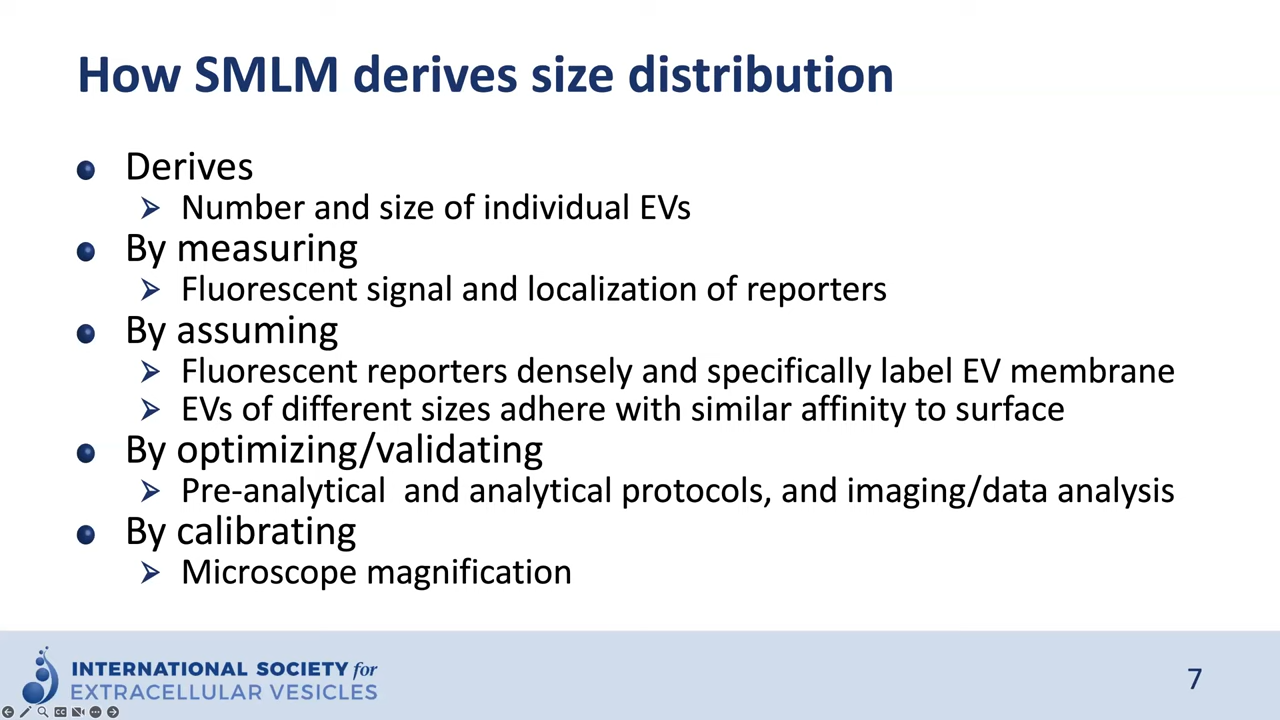 How SMLM derives size distribution
Derives
Number and size of individual EVs
By measuring
Fluorescent signal and localization of reporters
By assuming
Fluorescent reporters densely and specifically label EV membrane
EVs of different sizes adhere with similar affinity to surface
By optimizing/validating
Pre-analytical  and analytical protocols, and imaging/data analysis
By calibrating
Microscope magnification
INTERNATIONAL SOCIETY for
EXTRACELLULAR VESICLES
7
CC